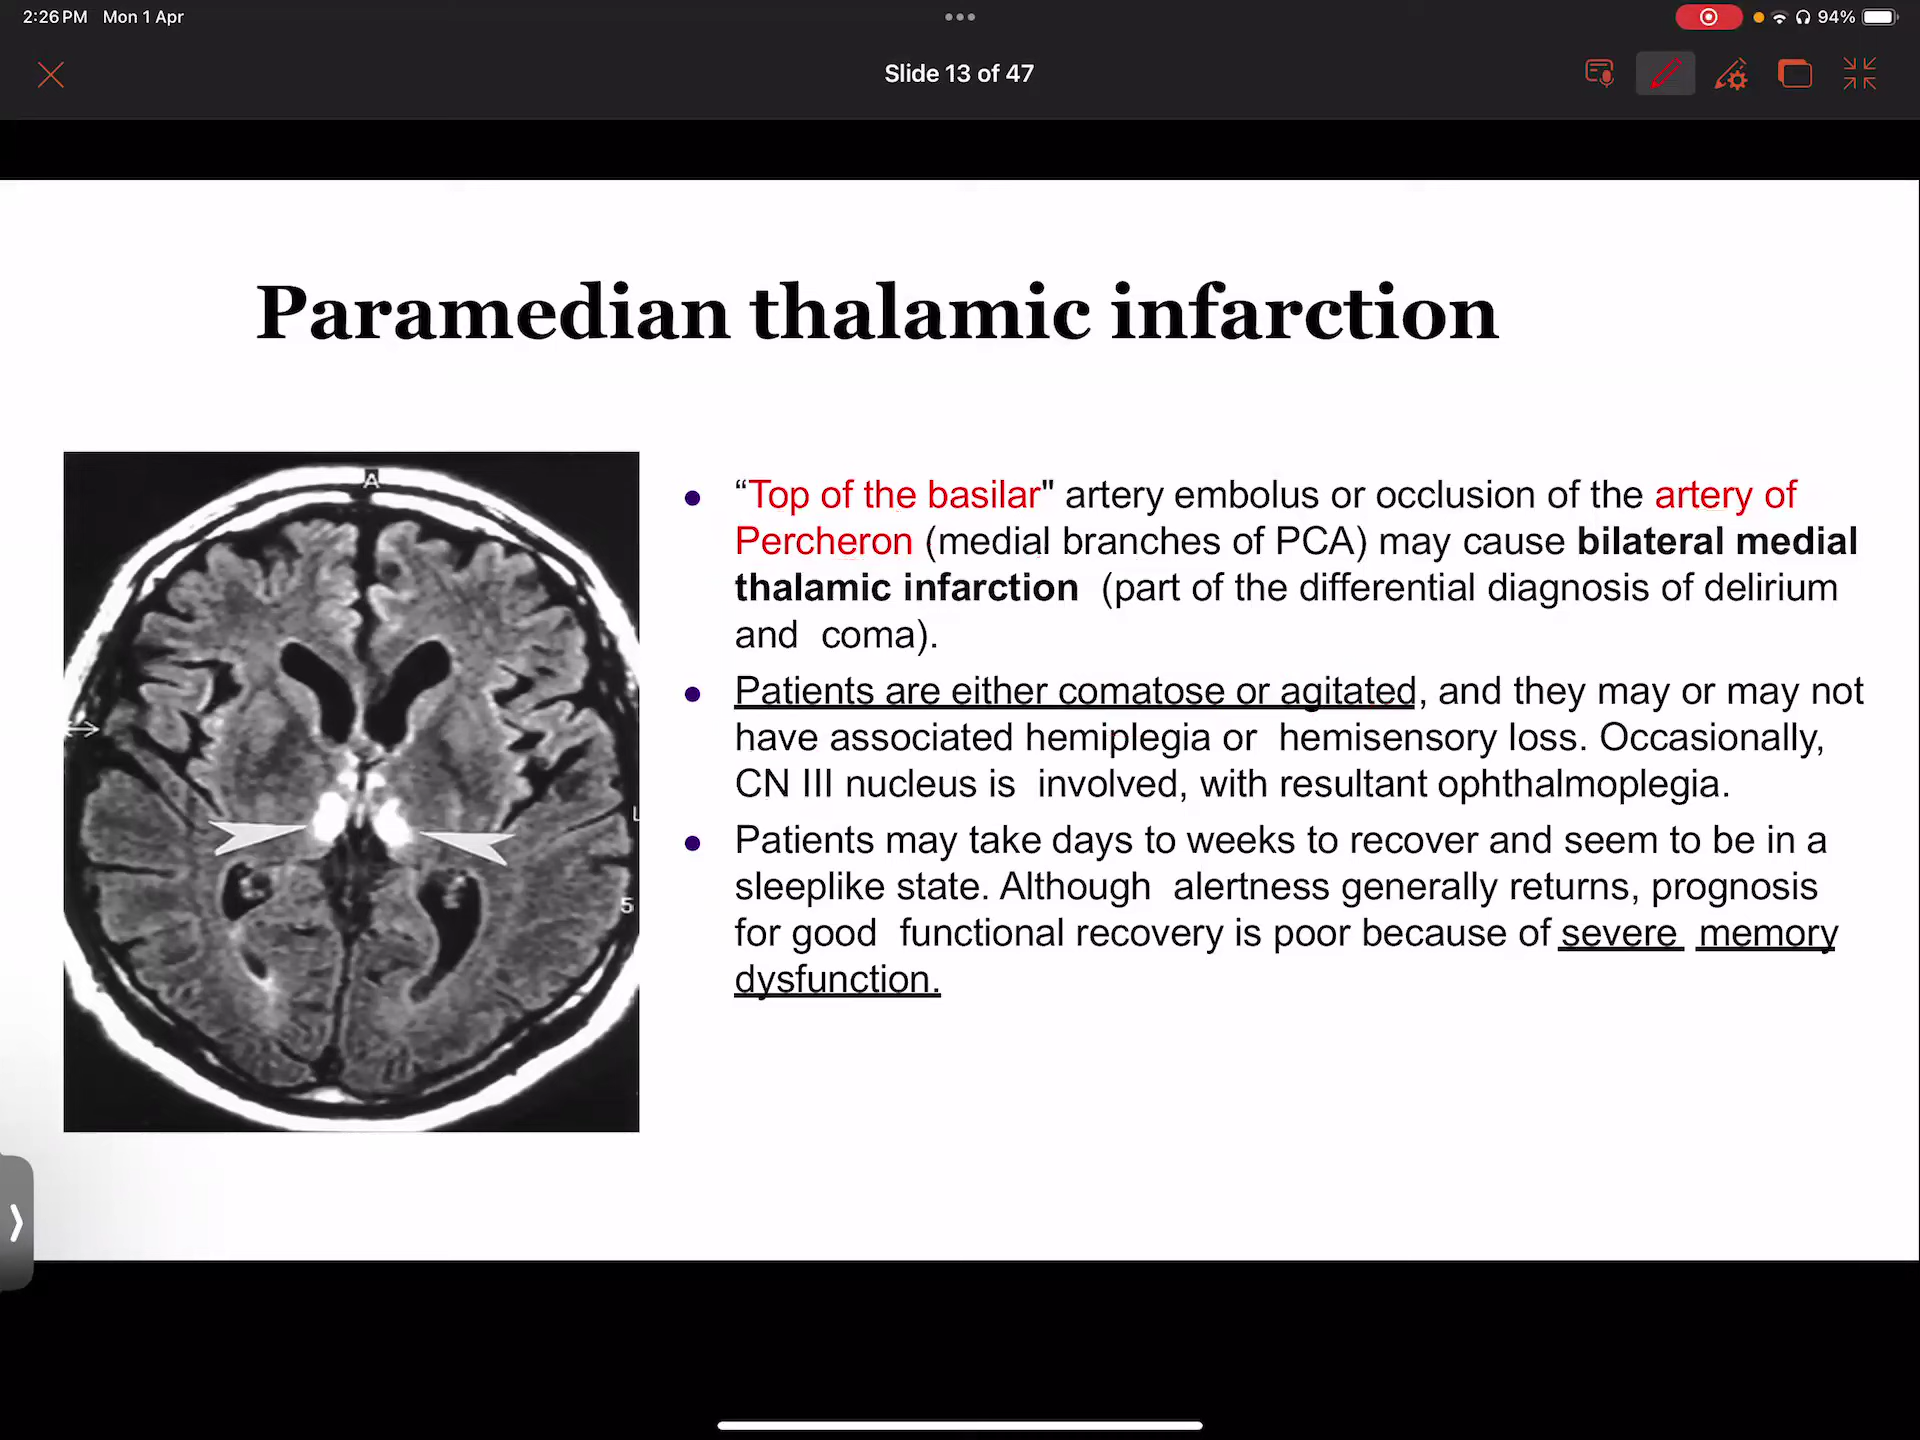 2:26 PM Mon 1 Apr
94%
Slide 13 of 47
Paramedian thalamic infarction
A
5
• “Top of the basilar" artery embolus or occlusion of the artery of
Percheron (medial branches of PCA) may cause bilateral medial
thalamic infarction (part of the differential diagnosis of delirium
and coma).
• Patients are either comatose or agitated, and they may or may not
have associated hemiplegia or hemisensory loss. Occasionally,
CN III nucleus is involved, with resultant ophthalmoplegia.
• Patients may take days to weeks to recover and seem to be in a
sleeplike state. Although alertness generally returns, prognosis
for good functional recovery is poor because of severe memory
dysfunction.